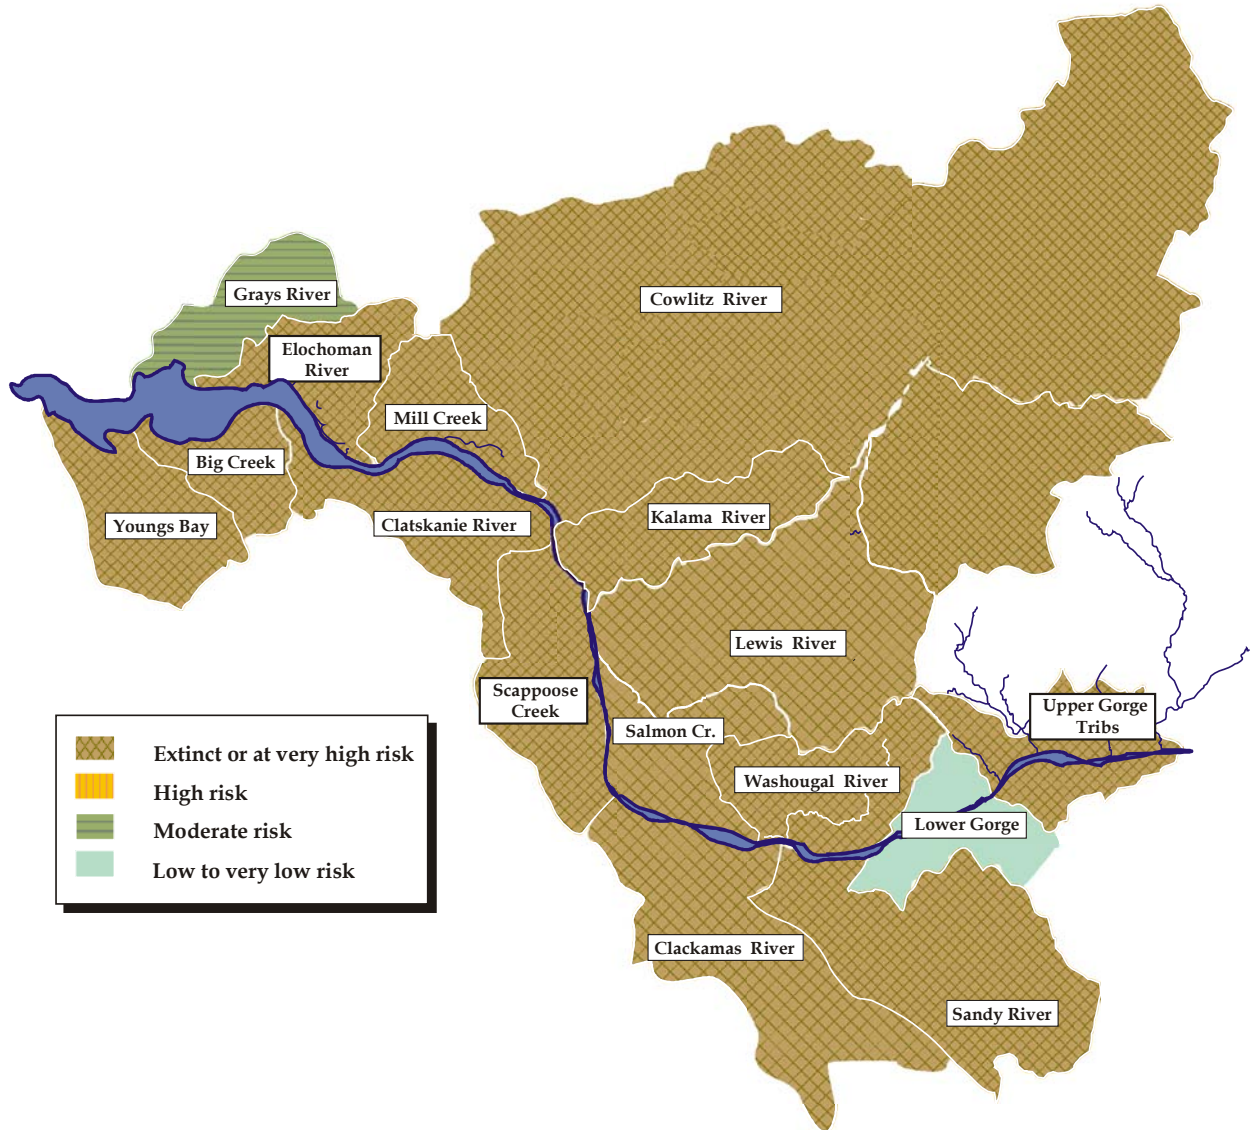 Grays River
Cowlitz River
Elochoman
River
Mill Creek
Big Creek
Youngs Bay
Clatskanie River
Kalama River
Lewis River
Scappoose
Creek
Salmon Cr.
Upper Gorge
Tribs
Washougal River
Lower Gorge
Clackamas River
Sandy River
Extinct or at very high risk
High risk
Moderate risk
Low to very low risk